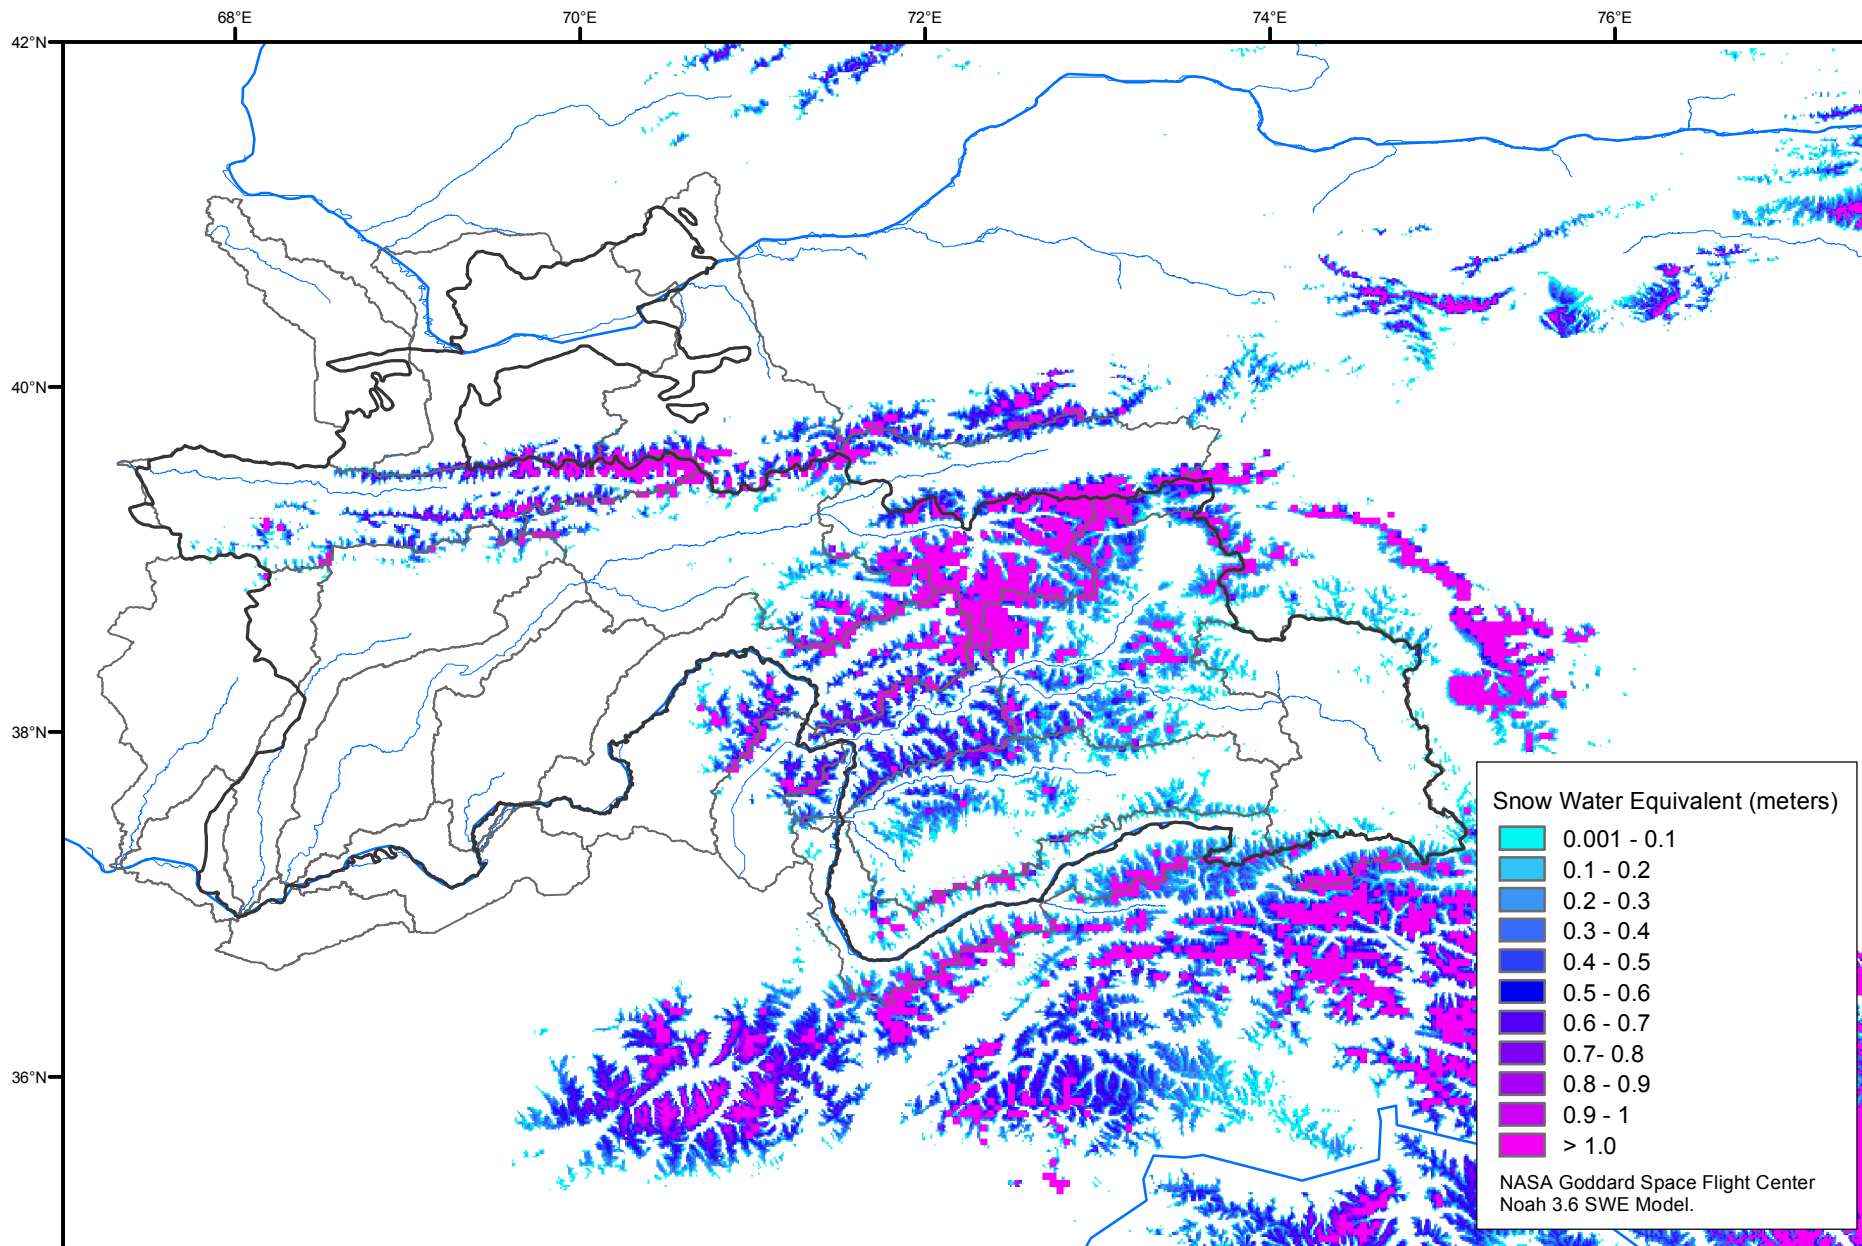 68°E
70°E
72°E
74°E
76°E
42°N
40°N
38°N
36°N
Snow Water Equivalent (meters)
0.001 - 0.1
0.1 - 0.2
0.2 - 0.3
0.3 - 0.4
0.4 - 0.5
0.5 - 0.6
0.6 - 0.7
0.7- 0.8
0.8 - 0.9
0.9 - 1
> 1.0
NASA Goddard Space Flight Center
Noah 3.6 SWE Model.